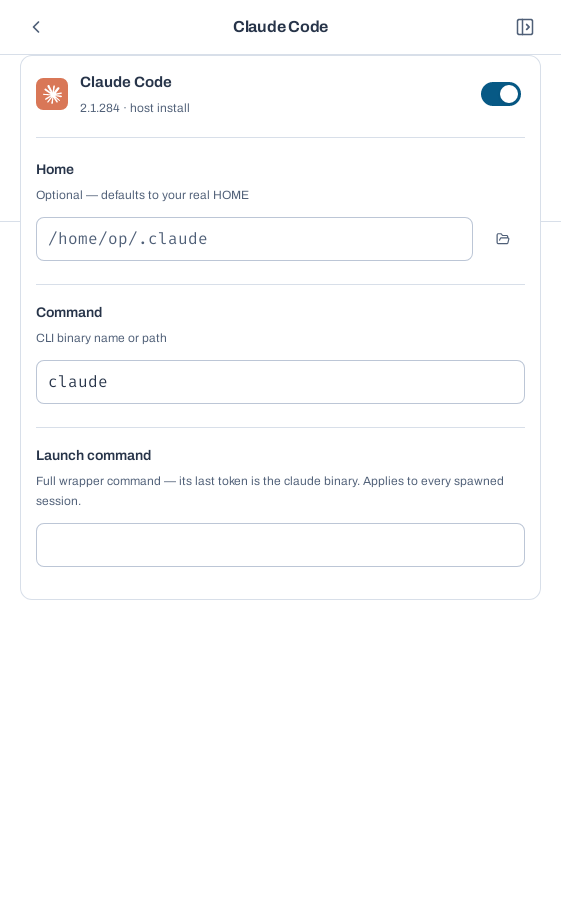 Claude Code
Claude Code
2.1.284 · host install
Home
Optional — defaults to your real HOME
/home/op/.claude
Command
CLI binary name or path
claude
Launch command
Full wrapper command — its last token is the claude binary. Applies to every spawned
session.